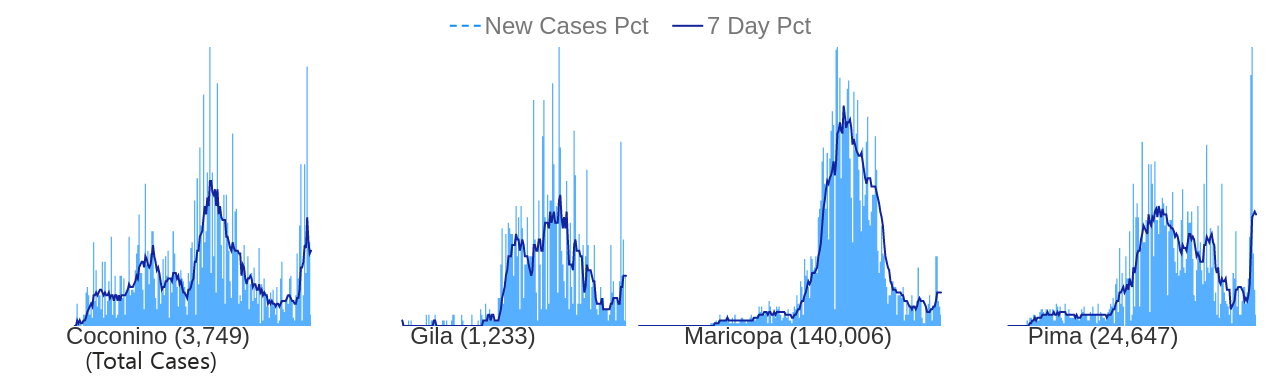 New Cases Pct 7 Day Pct
Coconino (3,749) Gila (1,233) Maricopa (140,006) Pima (24,647)
(Total Cases)